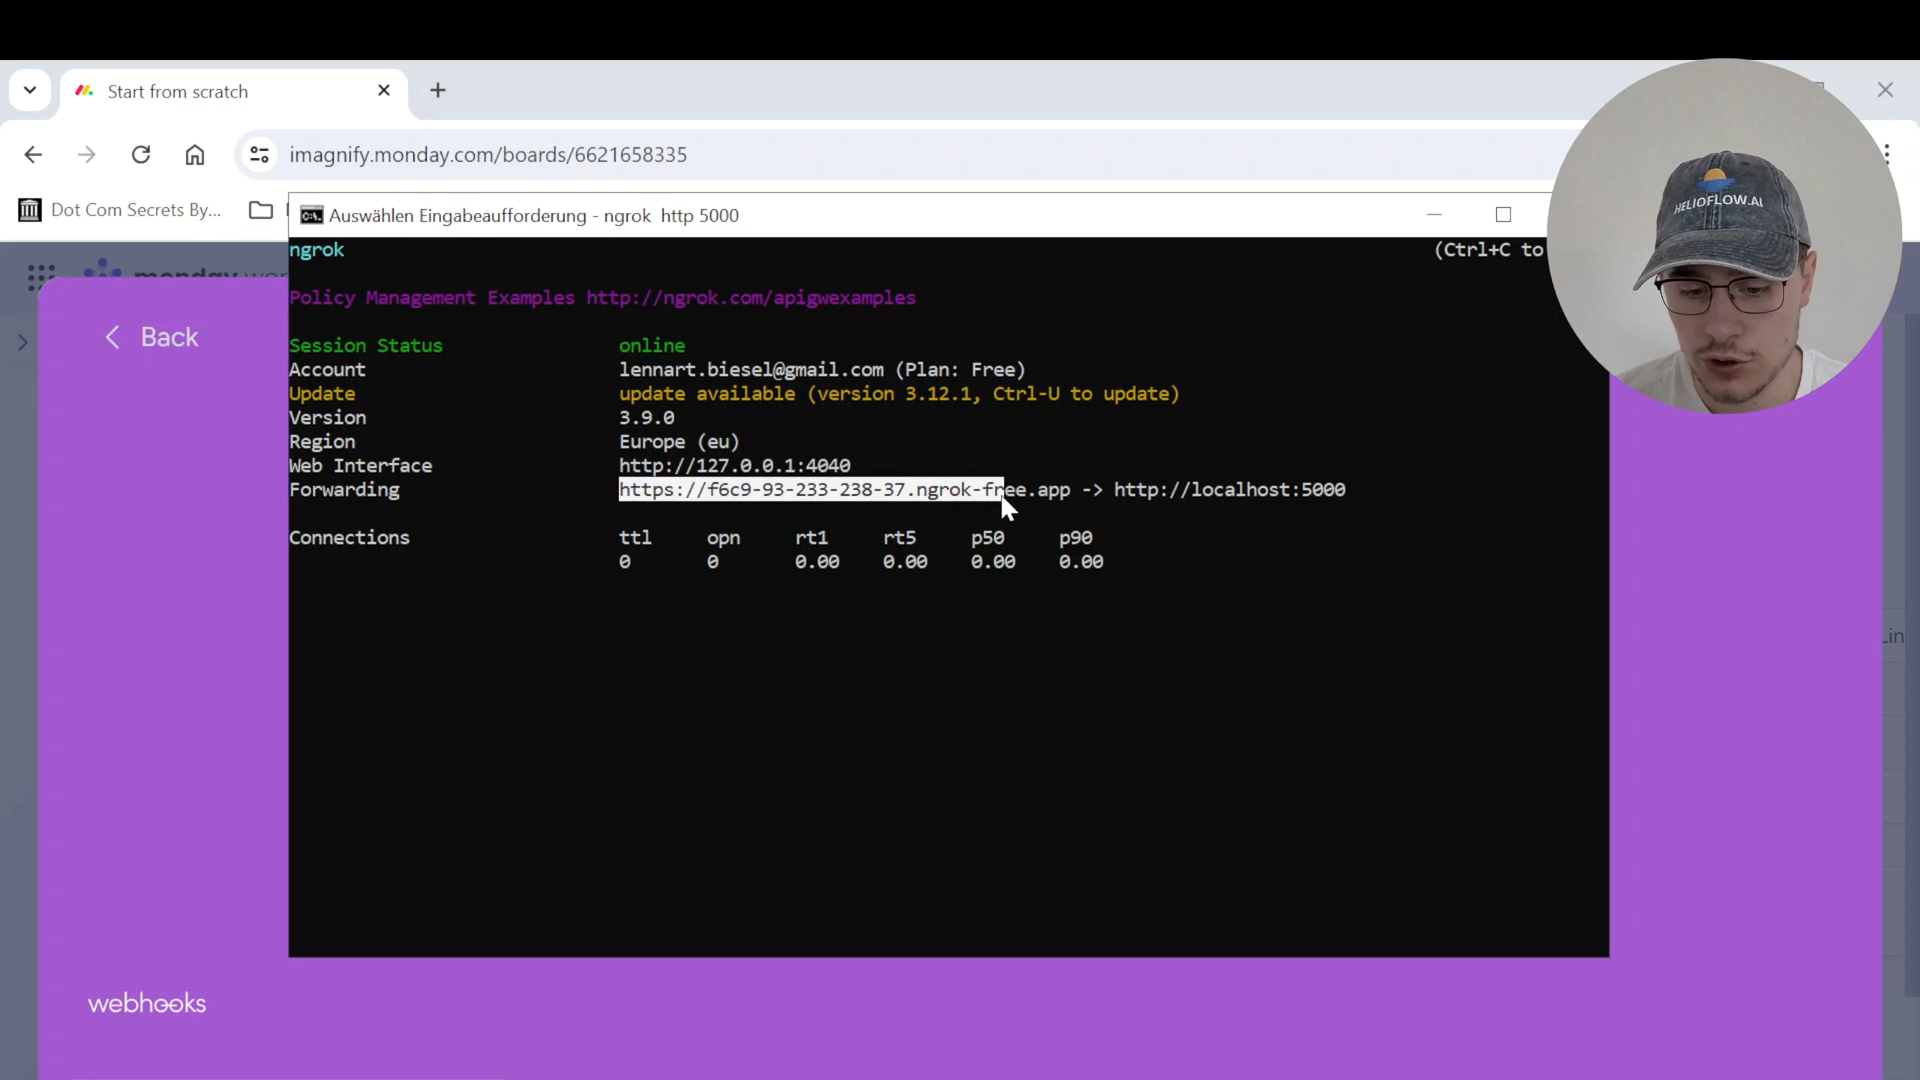 Start from scratch
imagnify.monday.com/boards/6621658335
Dot Com Secrets By...
Auswählen Eingabeaufforderung - ngrok  http 5000
ngrok (Ctrl+C to
Policy Management Examples http://ngrok.com/apigwexamples
Session Status online
Account lennart.biesel@gmail.com (Plan: Free)
Update update available (version 3.12.1, Ctrl-U to update)
Version 3.9.0
Region Europe (eu)
Web Interface http://127.0.0.1:4040
Forwarding https://f6c9-93-233-238-37.ngrok-free.app -> http://localhost:5000
Connections ttl opn rt1 rt5 p50 p90
0 0 0.00 0.00 0.00 0.00
Back
monday wor
Lin
webhooks
HELIOFLOW.AI